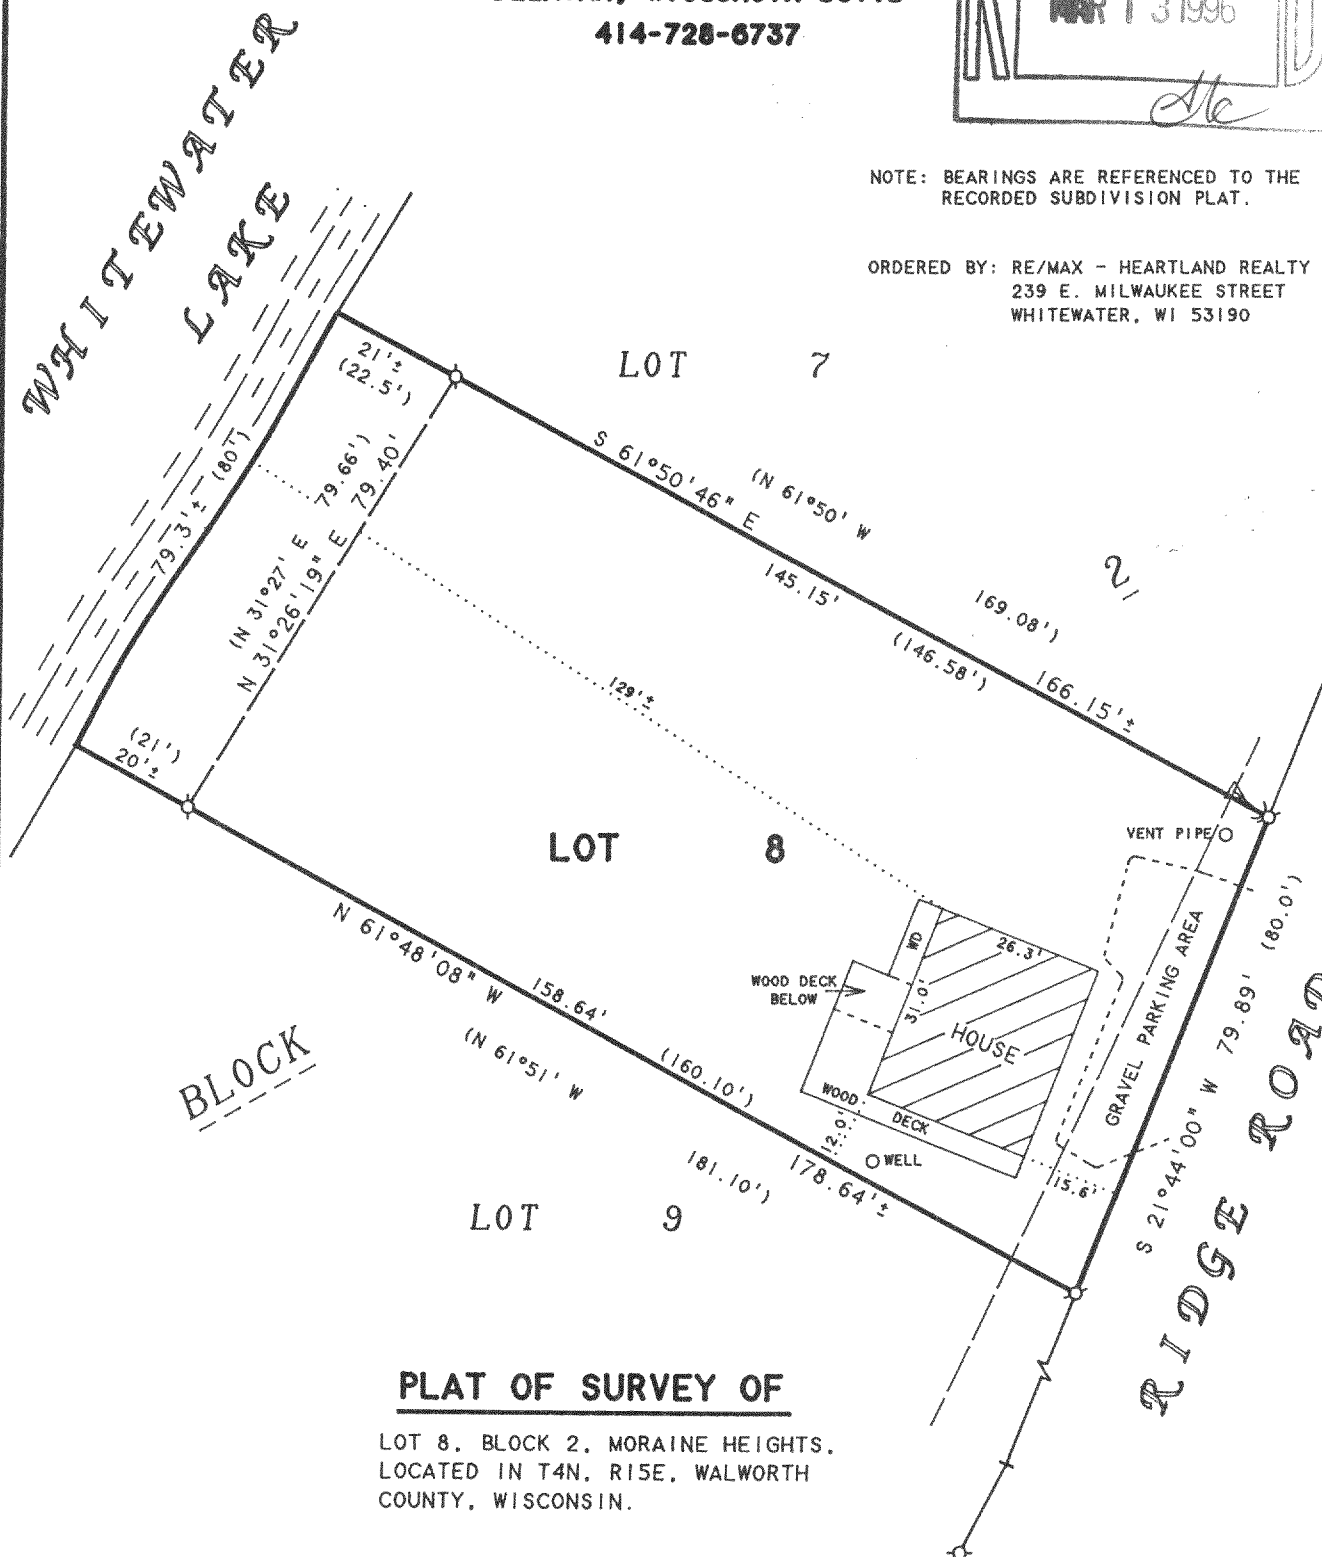 414-728-6737
MAR 13 1996
NOTE: BEARINGS ARE REFERENCED TO THE
RECORDED SUBDIVISION PLAT.
ORDERED BY: RE/MAX - HEARTLAND REALTY
239 E. MILWAUKEE STREET
WHITEWATER, WI 53190
WHITEWATER
LAKE
LOT 7
21'±
(22.5')
S 61°50'46" E
(N 61°50' W
145.15'
169.08')
(146.58')
166.15'±
2
79.3'± (80')
(N 31°27' E 79.66')
N 31°26'19" E 79.40'
129'±
(21')
20'±
LOT 8
VENT PIPE
WD
26.3'
31.0'
WOOD DECK
BELOW
HOUSE
GRAVEL PARKING AREA
S 21°44'00" W 79.89' (80.0')
RIDGE ROAD
WOOD DECK
12.0'
WELL
15.6'
N 61°48'08" W
158.64'
(N 61°51' W
(160.10')
181.10')
178.64'±
BLOCK
LOT 9
PLAT OF SURVEY OF
LOT 8, BLOCK 2, MORAINE HEIGHTS,
LOCATED IN T4N, R15E, WALWORTH
COUNTY, WISCONSIN.